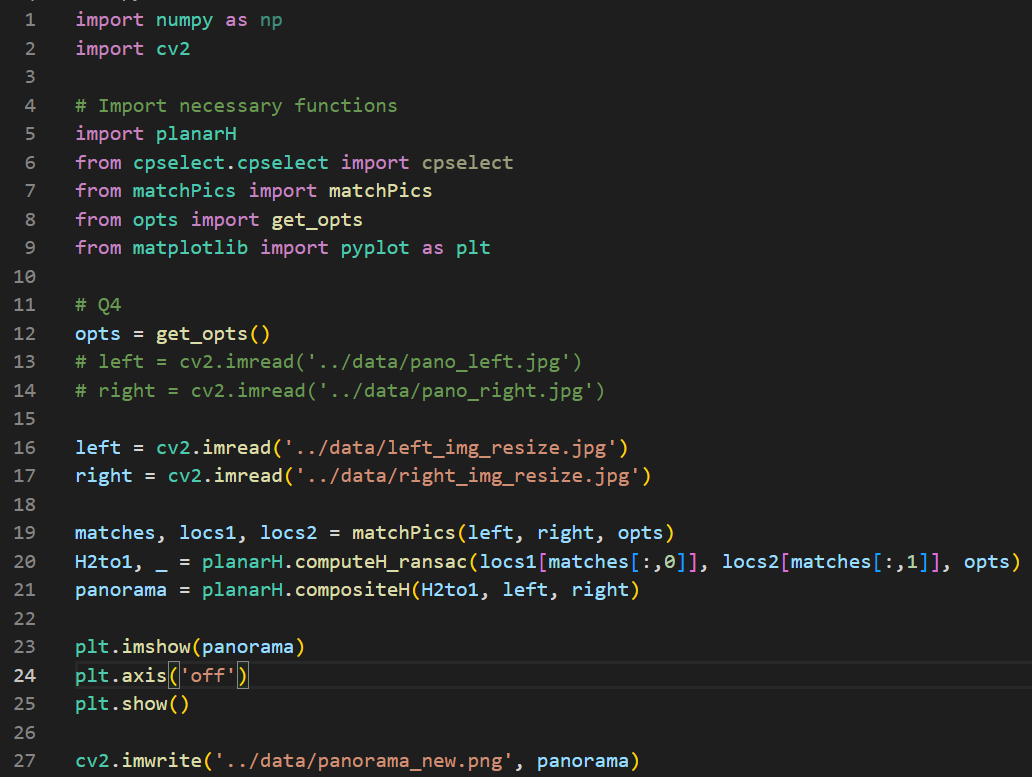 1 import numpy as np
2 import cv2
3
4 # Import necessary functions
5 import planarH
6 from cpselect.cpselect import cpselect
7 from matchPics import matchPics
8 from opts import get_opts
9 from matplotlib import pyplot as plt
10
11 # Q4
12 opts = get_opts()
13 # left = cv2.imread('../data/pano_left.jpg')
14 # right = cv2.imread('../data/pano_right.jpg')
15
16 left = cv2.imread('../data/left_img_resize.jpg')
17 right = cv2.imread('../data/right_img_resize.jpg')
18
19 matches, locs1, locs2 = matchPics(left, right, opts)
20 H2to1, _ = planarH.computeH_ransac(locs1[matches[:,0]], locs2[matches[:,1]], opts)
21 panorama = planarH.compositeH(H2to1, left, right)
22
23 plt.imshow(panorama)
24 plt.axis('off')
25 plt.show()
26
27 cv2.imwrite('../data/panorama_new.png', panorama)